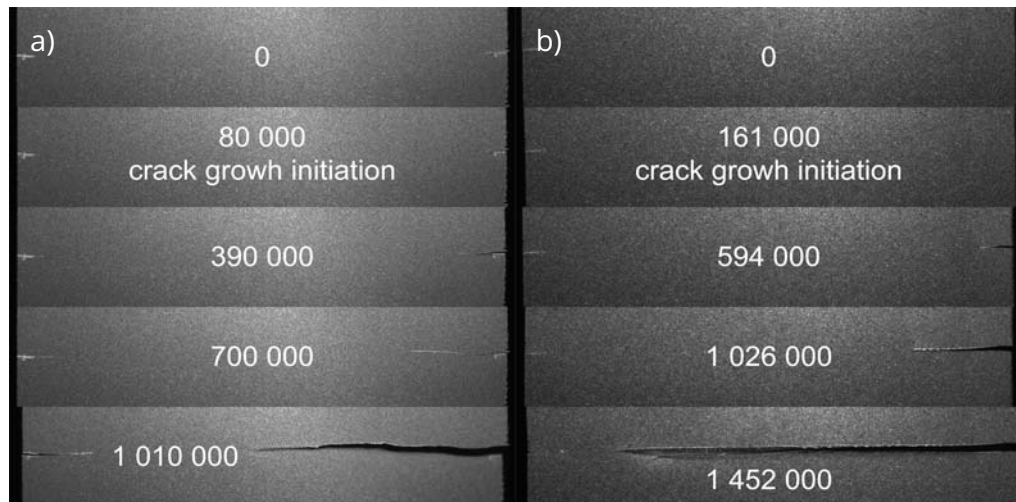 a)
0
80 000
crack growh initiation
390 000
700 000
1 010 000
b)
0
161 000
crack growh initiation
594 000
1 026 000
1 452 000